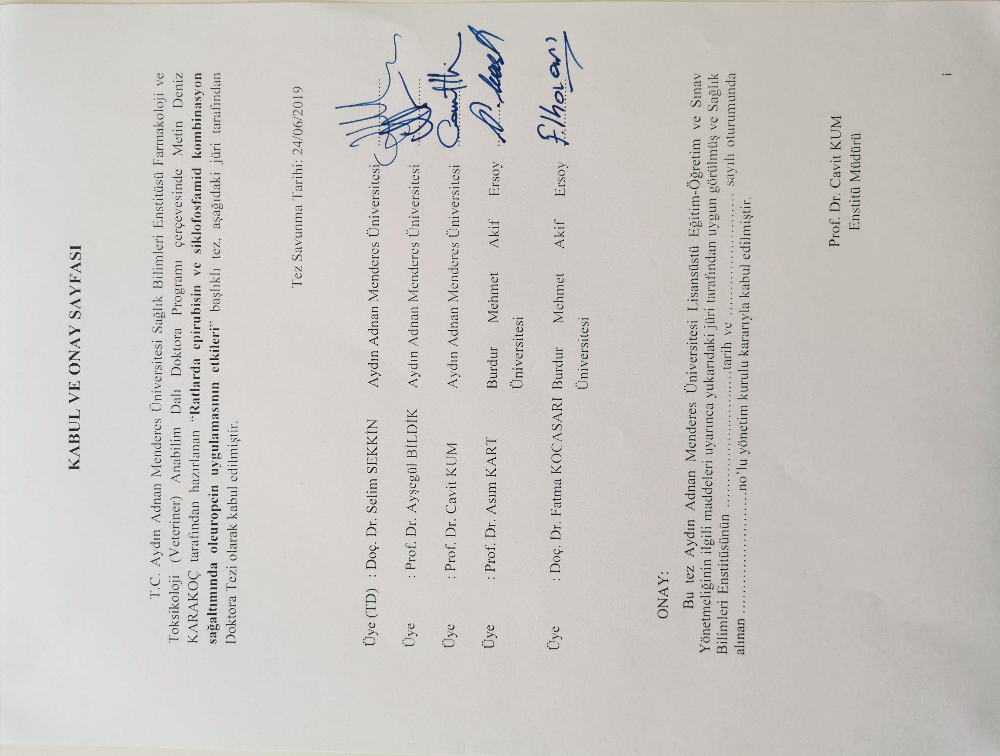 KABUL VE ONAY SAYFASI
T.C. Aydın Adnan Menderes Üniversitesi Sağlık Bilimleri Enstitüsü Farmakoloji ve
Toksikoloji (Veteriner) Anabilim Dalı Doktora Programı çerçevesinde Metin Deniz
KARAKOÇ tarafından hazırlanan “Ratlarda epirubisin ve siklofosfamid kombinasyon
sağaltımında oleuropein uygulamasının etkileri” başlıklı tez, aşağıdaki jüri tarafından
Doktora Tezi olarak kabul edilmiştir.
Tez Savunma Tarihi: 24/06/2019
Üye (TD) : Doç. Dr. Selim SEKKİN Aydın Adnan Menderes Üniversitesi
Üye : Prof. Dr. Ayşegül BİLDİK Aydın Adnan Menderes Üniversitesi
Üye : Prof. Dr. Cavit KUM Aydın Adnan Menderes Üniversitesi
Üye : Prof. Dr. Asım KART Burdur Mehmet Akif Ersoy
Üniversitesi
Üye : Doç. Dr. Fatma KOCASARI Burdur Mehmet Akif Ersoy
Üniversitesi
ONAY:
Bu tez Aydın Adnan Menderes Üniversitesi Lisansüstü Eğitim-Öğretim ve Sınav
Yönetmeliğinin ilgili maddeleri uyarınca yukarıdaki jüri tarafından uygun görülmüş ve Sağlık
Bilimleri Enstitüsünün ……………………………..tarih ve …………………………. sayılı oturumunda
alınan ……………………………no’lu yönetim kurulu kararıyla kabul edilmiştir.
Prof. Dr. Cavit KUM
Enstitü Müdürü
i